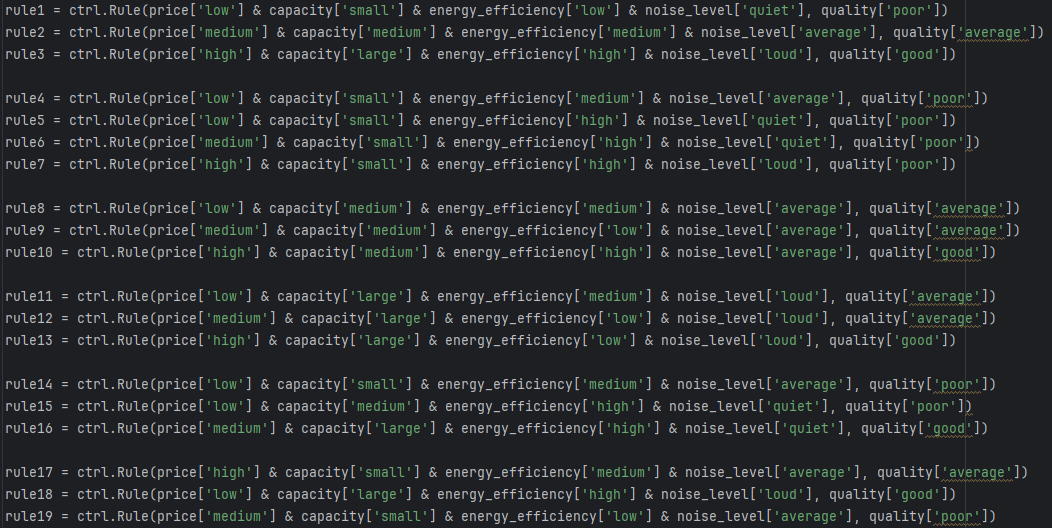 rule1 = ctrl.Rule(price['low'] & capacity['small'] & energy_efficiency['low'] & noise_level['quiet'], quality['poor'])
rule2 = ctrl.Rule(price['medium'] & capacity['medium'] & energy_efficiency['medium'] & noise_level['average'], quality['average'])
rule3 = ctrl.Rule(price['high'] & capacity['large'] & energy_efficiency['high'] & noise_level['loud'], quality['good'])
rule4 = ctrl.Rule(price['low'] & capacity['small'] & energy_efficiency['medium'] & noise_level['average'], quality['poor'])
rule5 = ctrl.Rule(price['low'] & capacity['small'] & energy_efficiency['high'] & noise_level['quiet'], quality['poor'])
rule6 = ctrl.Rule(price['medium'] & capacity['small'] & energy_efficiency['high'] & noise_level['quiet'], quality['poor'])
rule7 = ctrl.Rule(price['high'] & capacity['small'] & energy_efficiency['high'] & noise_level['loud'], quality['poor'])
rule8 = ctrl.Rule(price['low'] & capacity['medium'] & energy_efficiency['medium'] & noise_level['average'], quality['average'])
rule9 = ctrl.Rule(price['medium'] & capacity['medium'] & energy_efficiency['low'] & noise_level['average'], quality['average'])
rule10 = ctrl.Rule(price['high'] & capacity['medium'] & energy_efficiency['high'] & noise_level['average'], quality['good'])
rule11 = ctrl.Rule(price['low'] & capacity['large'] & energy_efficiency['medium'] & noise_level['loud'], quality['average'])
rule12 = ctrl.Rule(price['medium'] & capacity['large'] & energy_efficiency['low'] & noise_level['loud'], quality['average'])
rule13 = ctrl.Rule(price['high'] & capacity['large'] & energy_efficiency['low'] & noise_level['loud'], quality['good'])
rule14 = ctrl.Rule(price['low'] & capacity['small'] & energy_efficiency['medium'] & noise_level['average'], quality['poor'])
rule15 = ctrl.Rule(price['low'] & capacity['medium'] & energy_efficiency['high'] & noise_level['quiet'], quality['poor'])
rule16 = ctrl.Rule(price['medium'] & capacity['large'] & energy_efficiency['high'] & noise_level['quiet'], quality['good'])
rule17 = ctrl.Rule(price['high'] & capacity['small'] & energy_efficiency['medium'] & noise_level['average'], quality['average'])
rule18 = ctrl.Rule(price['low'] & capacity['large'] & energy_efficiency['high'] & noise_level['loud'], quality['good'])
rule19 = ctrl.Rule(price['medium'] & capacity['small'] & energy_efficiency['low'] & noise_level['average'], quality['poor'])